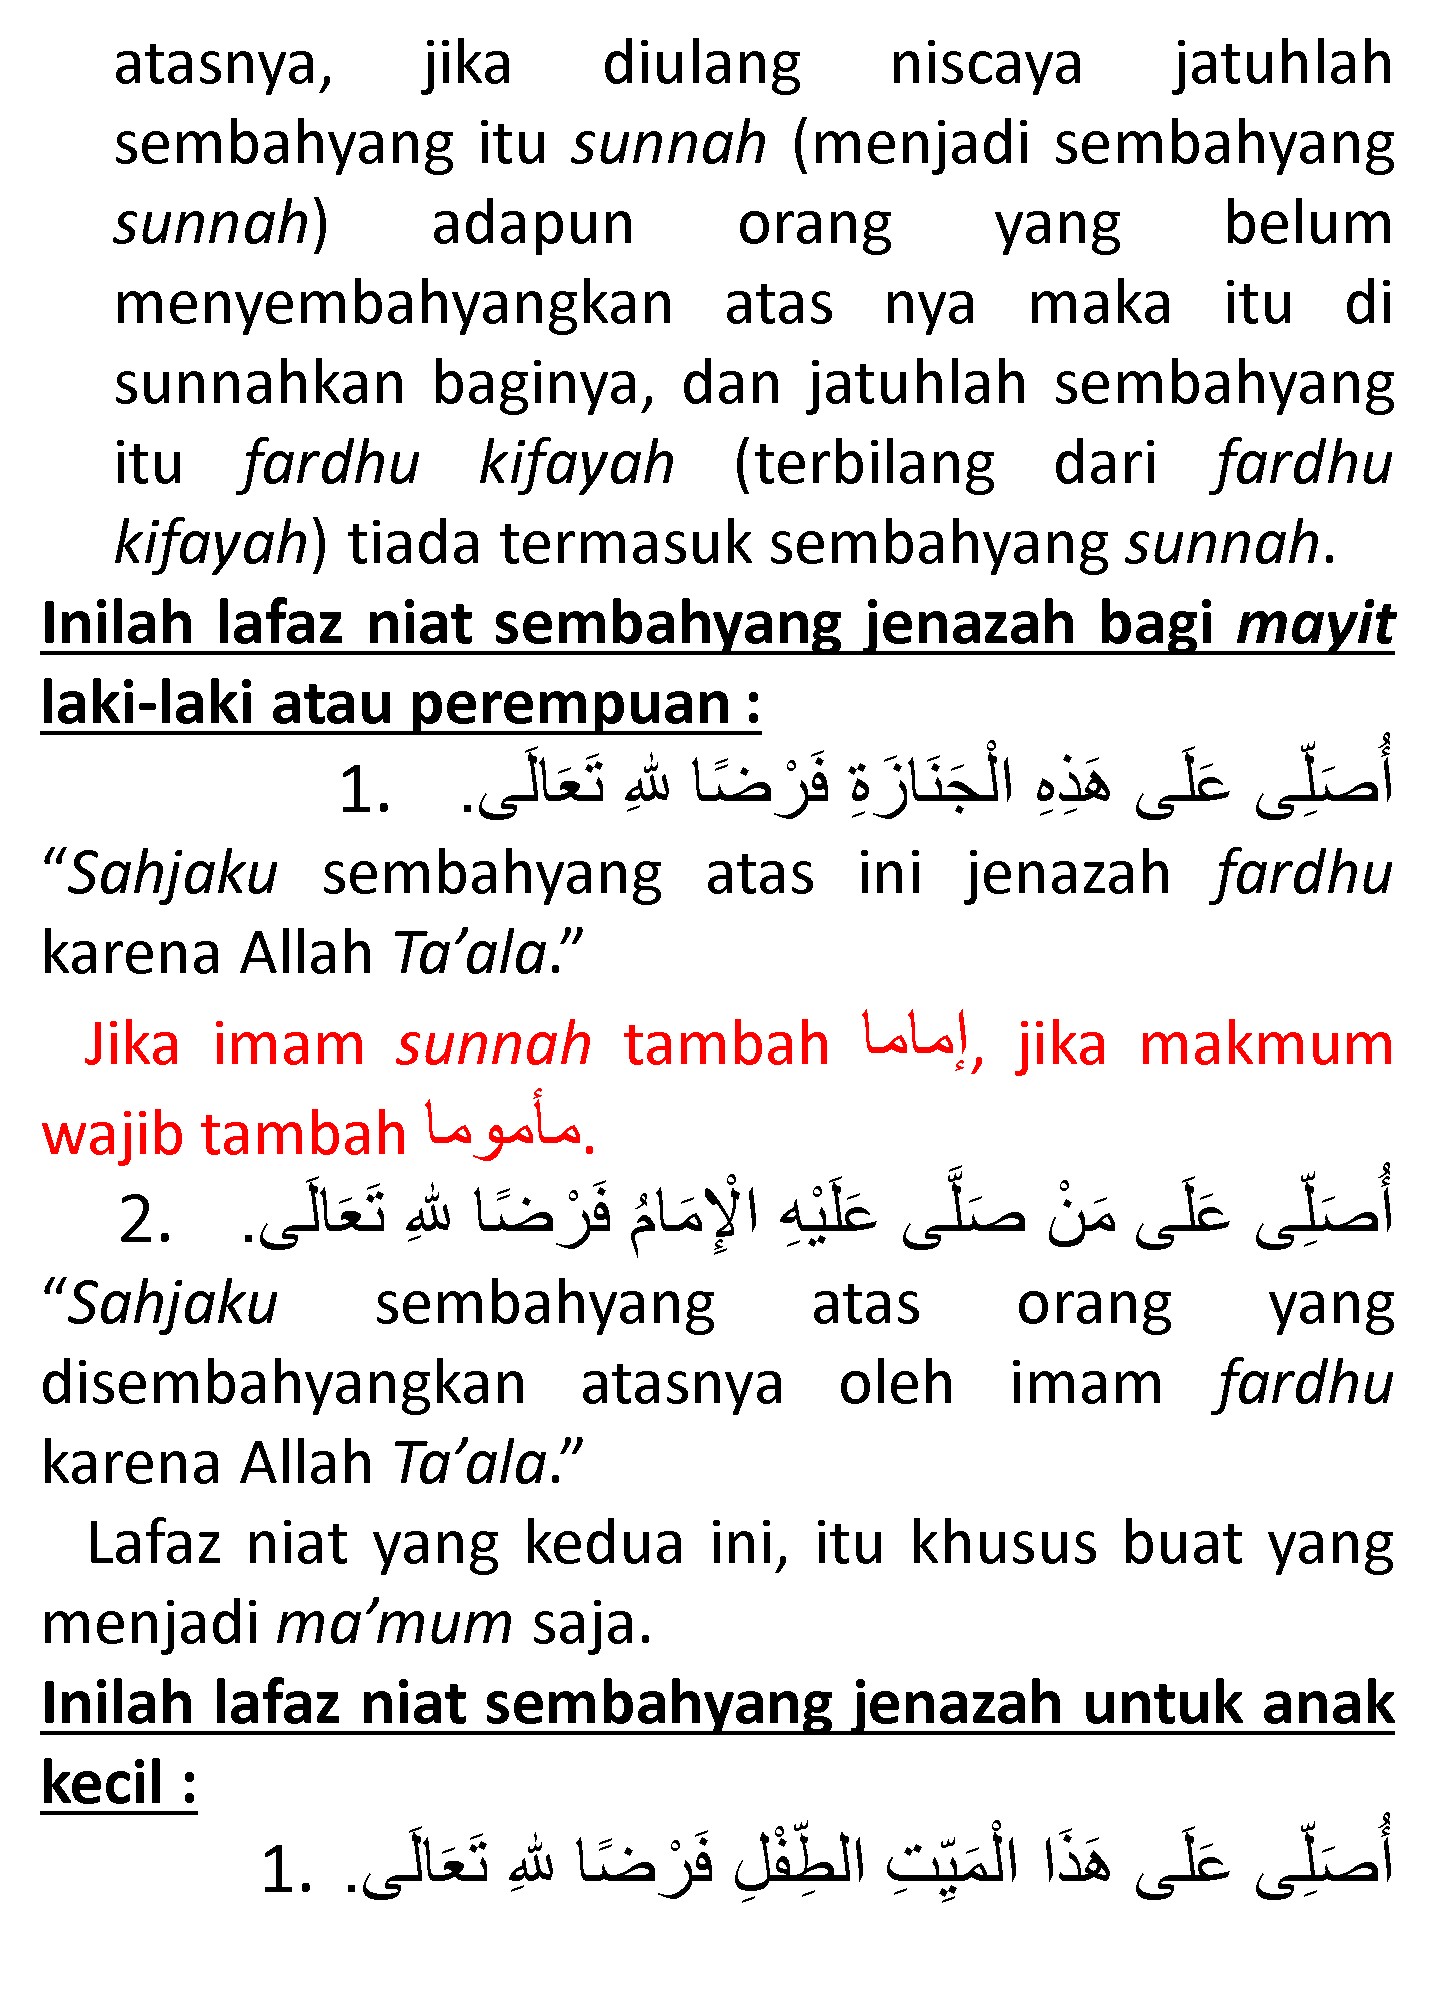 atasnya, jika diulang niscaya jatuhlah
sembahyang itu sunnah (menjadi sembahyang
sunnah) adapun orang yang belum
menyembahyangkan atas nya maka itu di
sunnahkan baginya, dan jatuhlah sembahyang
itu fardhu kifayah (terbilang dari fardhu
kifayah) tiada termasuk sembahyang sunnah.
Inilah lafaz niat sembahyang jenazah bagi mayit
laki-laki atau perempuan :
1. أُصَلِّى عَلَى هَذِهِ الْجَنَازَةِ فَرْضًا للهِ تَعَالَى.
“Sahjaku sembahyang atas ini jenazah fardhu
karena Allah Ta’ala.”
Jika imam sunnah tambah إماما, jika makmum
wajib tambah مأموما.
2. أُصَلِّى عَلَى مَنْ صَلَّى عَلَيْهِ الْإِمَامُ فَرْضًا للهِ تَعَالَى.
“Sahjaku sembahyang atas orang yang
disembahyangkan atasnya oleh imam fardhu
karena Allah Ta’ala.”
Lafaz niat yang kedua ini, itu khusus buat yang
menjadi ma’mum saja.
Inilah lafaz niat sembahyang jenazah untuk anak
kecil :
1. أُصَلِّى عَلَى هَذَا الْمَيِّتِ الطِّفْلِ فَرْضًا للهِ تَعَالَى.